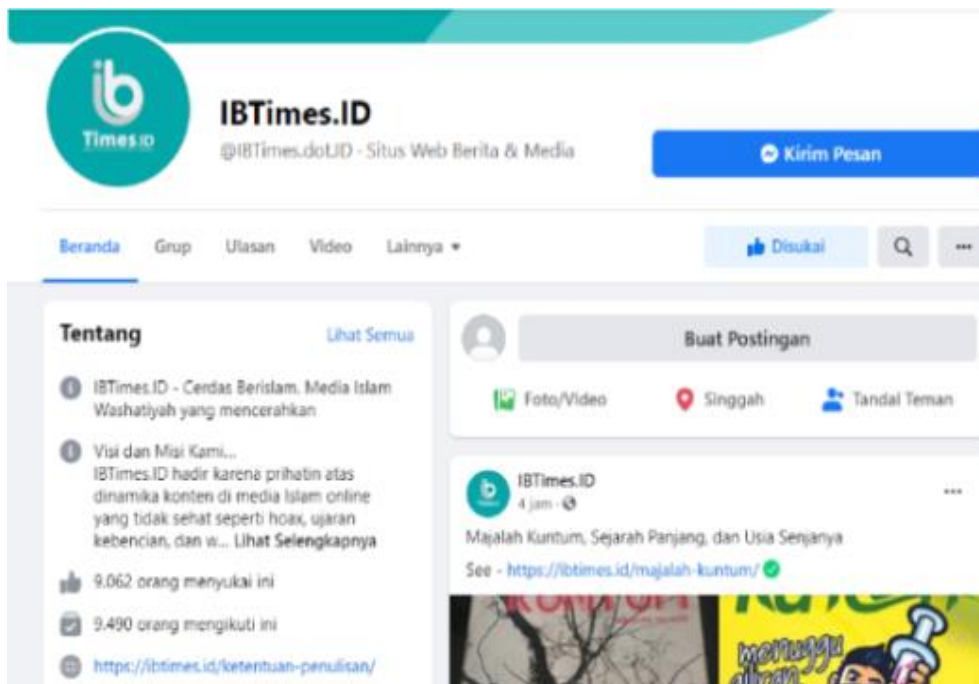 ib
Times.ID
IBTimes.ID
@IBTimes.dot.ID - Situs Web Berita & Media
Kirim Pesan
Beranda
Grup
Ulasan
Video
Lainnya
Disukai
Tentang
Lihat Semua
IBTimes.ID - Cerdas Berislam. Media Islam
Washatiyah yang mencerahkan
Visi dan Misi Kami...
IBTimes.ID hadir karena prihatin atas
dinamika konten di media Islam online
yang tidak sehat seperti hoax, ujaran
kebencian, dan w... Lihat Selengkapnya
9.062 orang menyukai ini
9.490 orang mengikuti ini
https://ibtimes.id/ketentuan-penulisan/
Buat Postingan
Foto/Video
Singgah
Tandai Teman
IBTimes.ID
4 jam
Majalah Kuntum, Sejarah Panjang, dan Usia Senjanya
See - https://ibtimes.id/majalah-kuntum/
menuggu